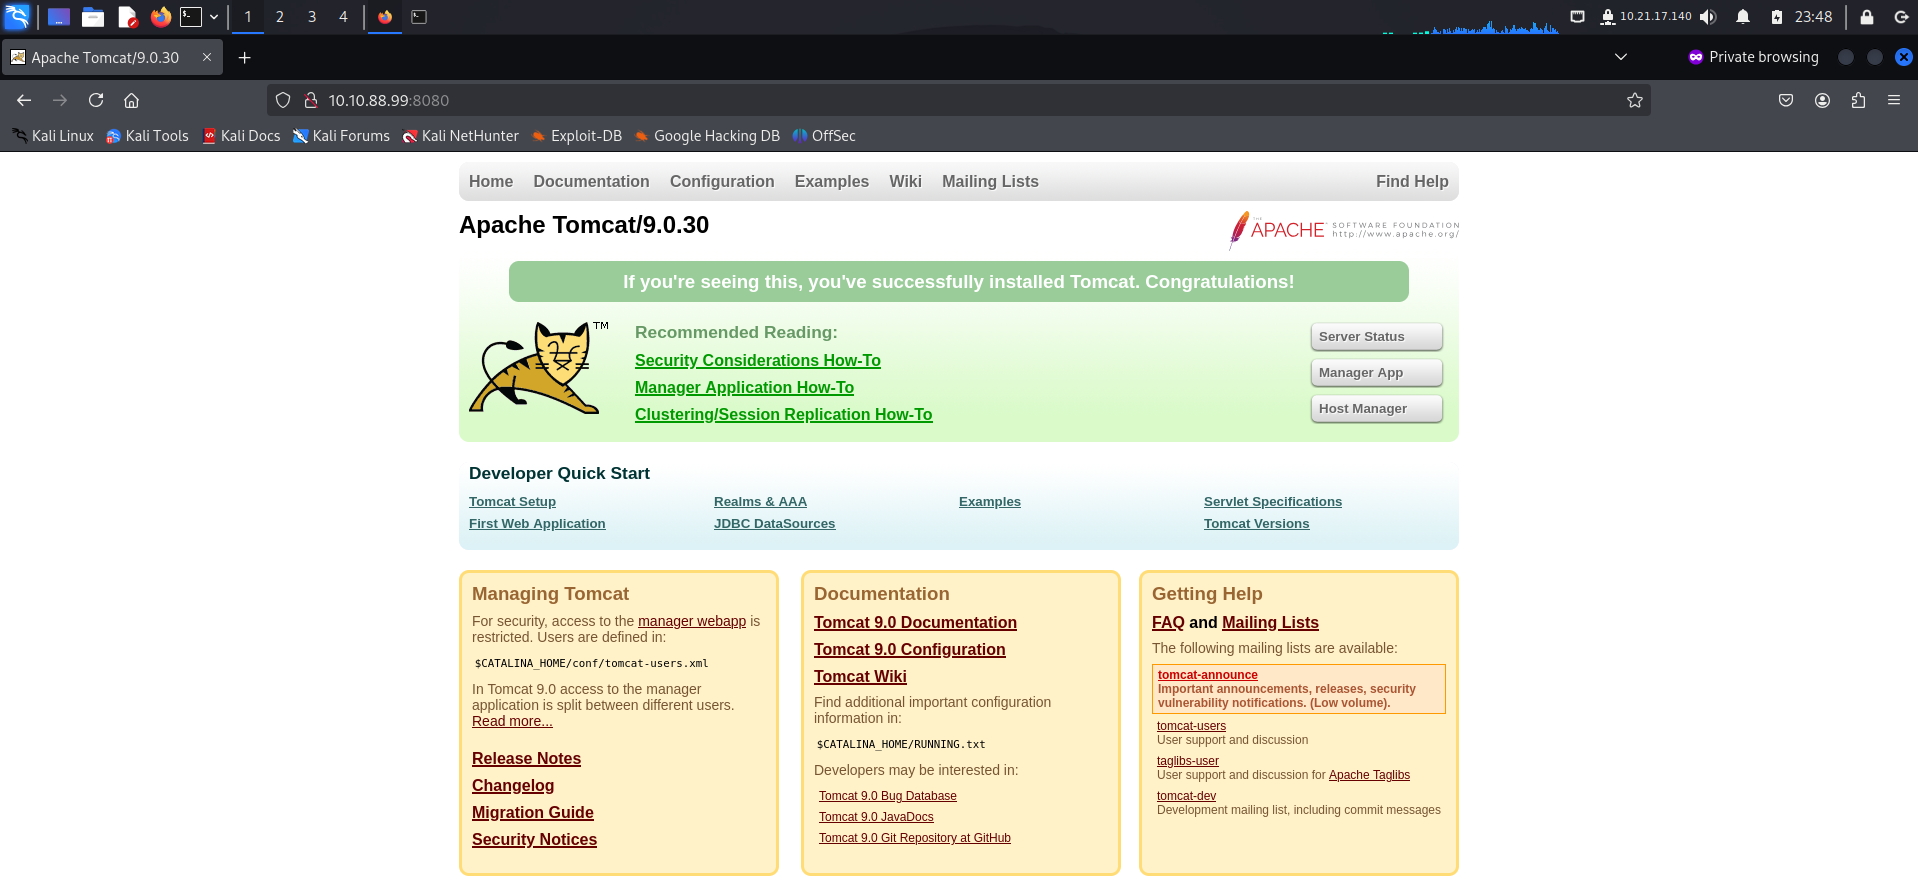 1 2 3 4 10.21.17.140 23:48
Apache Tomcat/9.0.30 Private browsing
10.10.88.99:8080
Kali Linux Kali Tools Kali Docs Kali Forums Kali NetHunter Exploit-DB Google Hacking DB OffSec
Home Documentation Configuration Examples Wiki Mailing Lists Find Help
Apache Tomcat/9.0.30
THE APACHE SOFTWARE FOUNDATION
http://www.apache.org/
If you're seeing this, you've successfully installed Tomcat. Congratulations!
TM
Recommended Reading:
Security Considerations How-To
Manager Application How-To
Clustering/Session Replication How-To
Server Status
Manager App
Host Manager
Developer Quick Start
Tomcat Setup
First Web Application
Realms & AAA
JDBC DataSources
Examples
Servlet Specifications
Tomcat Versions
Managing Tomcat
For security, access to the manager webapp is
restricted. Users are defined in:
$CATALINA_HOME/conf/tomcat-users.xml
In Tomcat 9.0 access to the manager
application is split between different users.
Read more...
Release Notes
Changelog
Migration Guide
Security Notices
Documentation
Tomcat 9.0 Documentation
Tomcat 9.0 Configuration
Tomcat Wiki
Find additional important configuration
information in:
$CATALINA_HOME/RUNNING.txt
Developers may be interested in:
Tomcat 9.0 Bug Database
Tomcat 9.0 JavaDocs
Tomcat 9.0 Git Repository at GitHub
Getting Help
FAQ and Mailing Lists
The following mailing lists are available:
tomcat-announce
Important announcements, releases, security
vulnerability notifications. (Low volume).
tomcat-users
User support and discussion
taglibs-user
User support and discussion for Apache Taglibs
tomcat-dev
Development mailing list, including commit messages